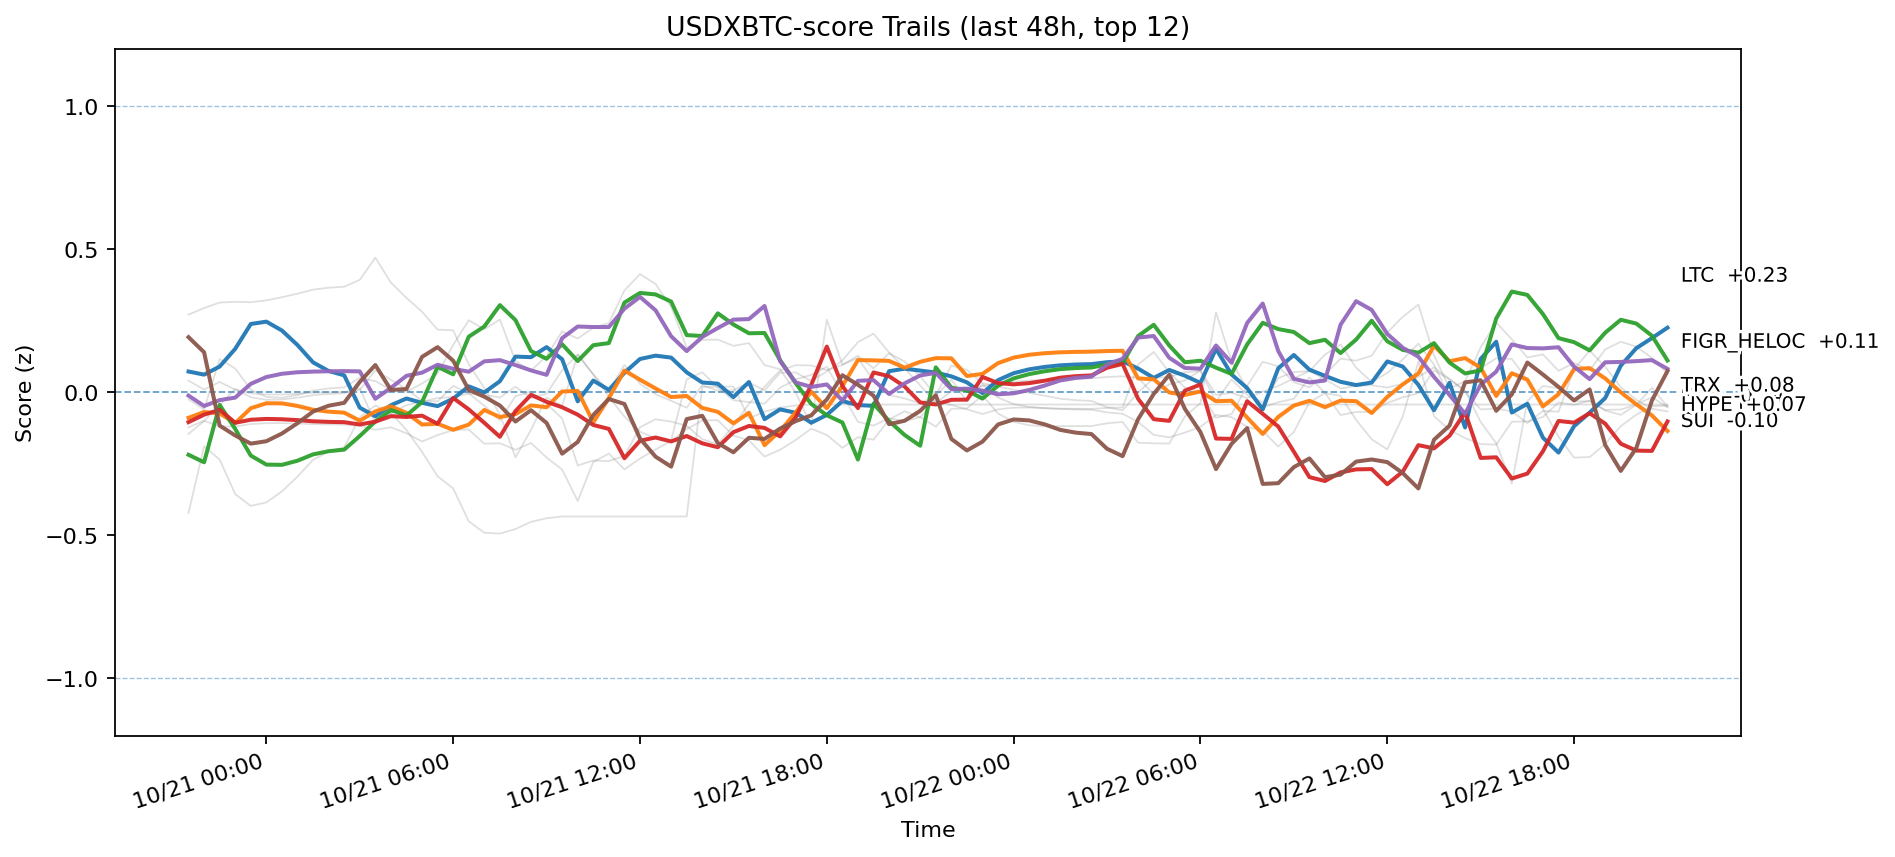 USDXBTC-score Trails (last 48h, top 12)
1.0
0.5
0.0
−0.5
−1.0
Score (z)
LTC +0.23
FIGR_HELOC +0.11
TRX +0.08
HYPE +0.07
SUI -0.10
10/21 00:00
10/21 06:00
10/21 12:00
10/21 18:00
10/22 00:00
10/22 06:00
10/22 12:00
10/22 18:00
Time